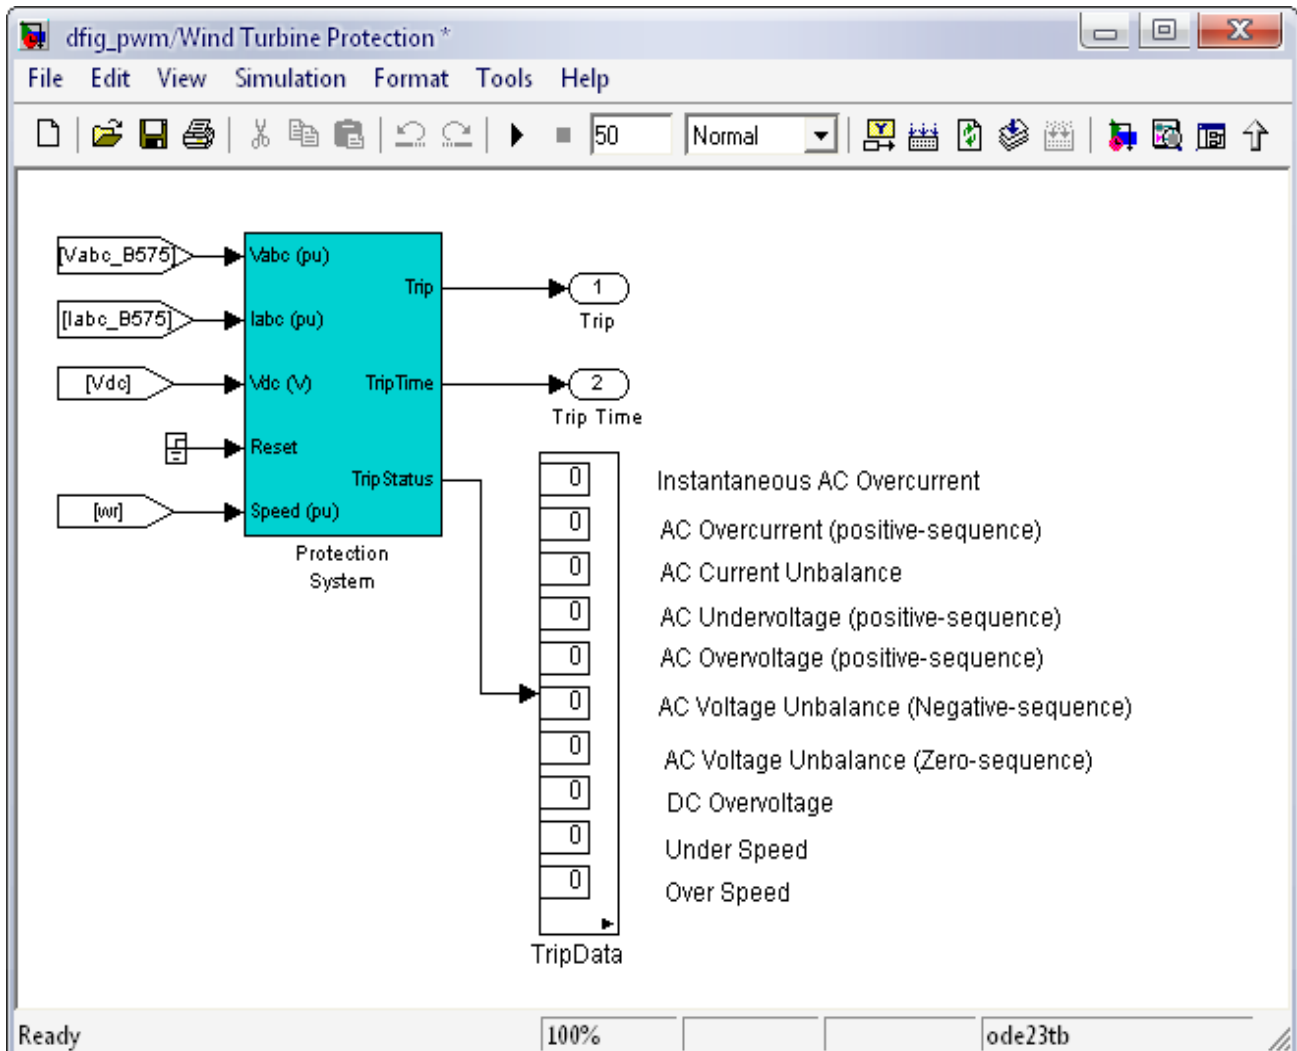 dfig_pwm/Wind Turbine Protection *
File Edit View Simulation Format Tools Help
50 Normal
[Vabc_B575]
Vabc (pu)
Trip
1
Trip
[Iabc_B575]
Iabc (pu)
[Vdc]
Vdc (V)
TripTime
2
Trip Time
Reset
TripStatus
[wr]
Speed (pu)
Protection
System
0 Instantaneous AC Overcurrent
0 AC Overcurrent (positive-sequence)
0 AC Current Unbalance
0 AC Undervoltage (positive-sequence)
0 AC Overvoltage (positive-sequence)
0 AC Voltage Unbalance (Negative-sequence)
0 AC Voltage Unbalance (Zero-sequence)
0 DC Overvoltage
0 Under Speed
0 Over Speed
TripData
Ready 100% ode23tb